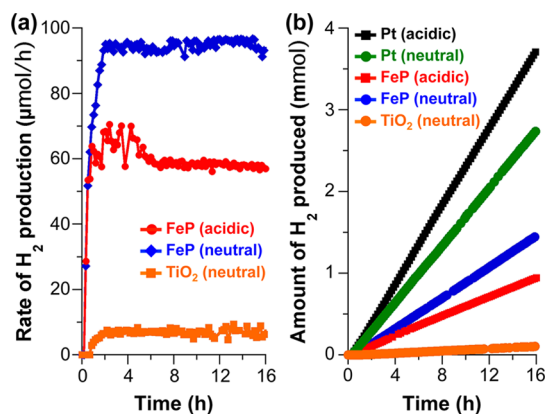 (a)
Rate of H2 production (μmol/h)
100
80
60
40
20
0
FeP (acidic)
FeP (neutral)
TiO2 (neutral)
0 4 8 12 16
Time (h)
(b)
Amount of H2 produced (mmol)
4
3
2
1
0
Pt (acidic)
Pt (neutral)
FeP (acidic)
FeP (neutral)
TiO2 (neutral)
0 4 8 12 16
Time (h)